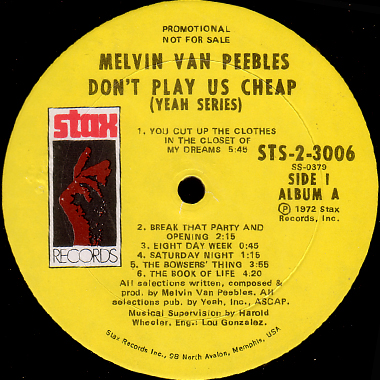 PROMOTIONAL
NOT FOR SALE
MELVIN VAN PEEBLES
DON'T PLAY US CHEAP
(YEAH SERIES)
stax
RECORDS
1. YOU CUT UP THE CLOTHES
IN THE CLOSET OF
MY DREAMS 5:45
STS-2-3006
SS-0379
SIDE 1
ALBUM A
℗ 1972 Stax
Records, Inc.
2. BREAK THAT PARTY AND
OPENING 2:15
3. EIGHT DAY WEEK 0:45
4. SATURDAY NIGHT 1:15
5. THE BOWSERS' THING 3:55
6. THE BOOK OF LIFE 4.20
All selections written, composed &
prod. by Melvin Van Peebles. All
selections pub. by Yeah, Inc., ASCAP.
Musical Supervision by Harold
Wheeler, Eng.: Lou Gonzalez.
Stax Records Inc., 98 North Avalon, Memphis, USA